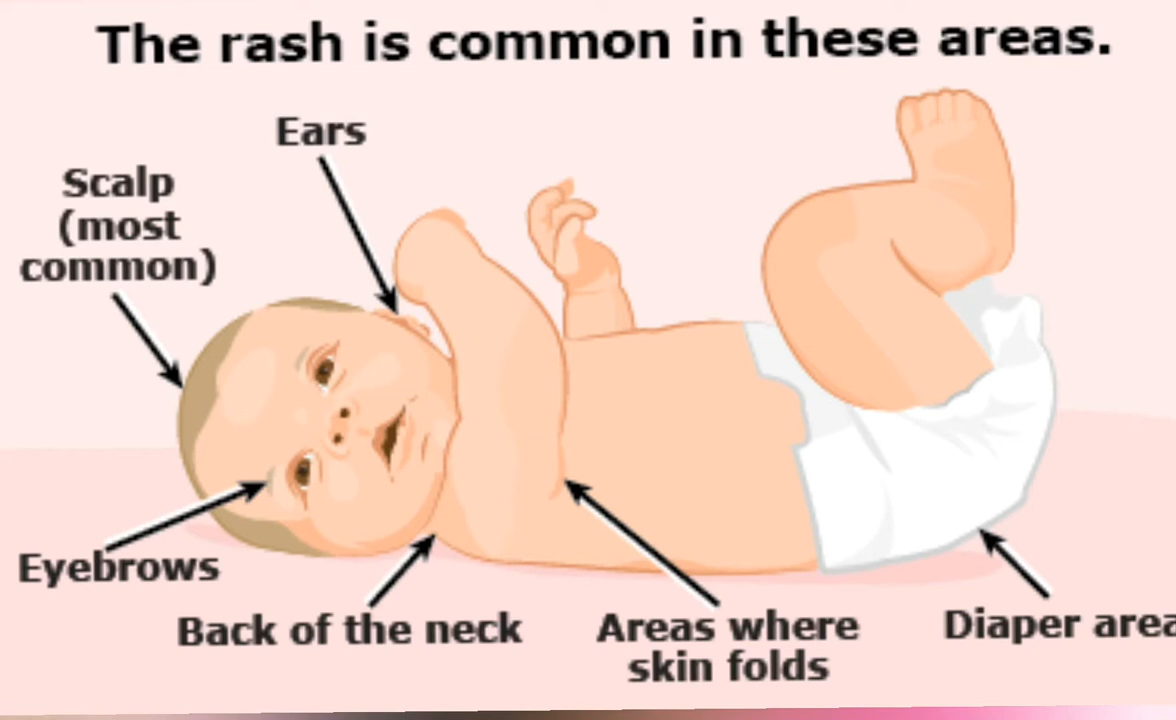 The rash is common in these areas.
Ears
Scalp
(most
common)
Eyebrows
Back of the neck
Areas where
skin folds
Diaper area